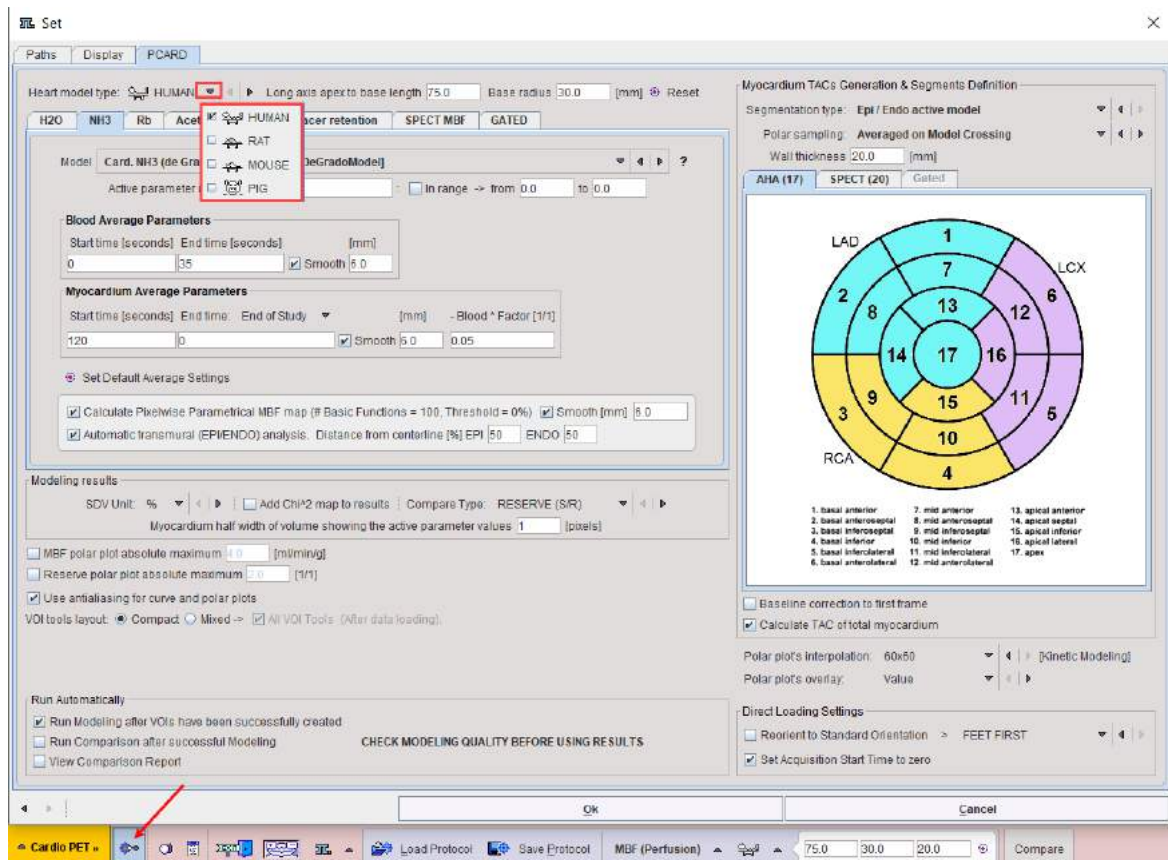 Set
Paths Display PCARD
Heart model type: HUMAN Long axis apex to base length 75.0 Base radius 30.0 [mm] Reset
H2O NH3 Rb Acet acer retention SPECT MBF GATED
HUMAN
RAT
MOUSE
PIG
Model Card. NH3 (de Gra DeGradoModel] ?
Active parameter : In range -> from 0.0 to 0.0
Blood Average Parameters
Start time [seconds] End time [seconds] [mm]
0 35 Smooth 6.0
Myocardium Average Parameters
Start time [seconds] End time: End of Study [mm] - Blood * Factor [1/1]
120 0 Smooth 6.0 0.05
Set Default Average Settings
Calculate Pixelwise Parametrical MBF map (# Basic Functions = 100, Threshold = 0%) Smooth [mm] 6.0
Automatic transmural (EPI/ENDO) analysis. Distance from centerline [%] EPI 50 ENDO 50
Modeling results
SDV Unit: % Add Chi^2 map to results Compare Type: RESERVE (S/R)
Myocardium half width of volume showing the active parameter values 1 [pixels]
MBF polar plot absolute maximum 4.0 [ml/min/g]
Reserve polar plot absolute maximum [1/1]
Use antialiasing for curve and polar plots
VOI tools layout: Compact Mixed -> All VOI Tools (After data loading).
Run Automatically
Run Modeling after VOIs have been successfully created
Run Comparison after successful Modeling CHECK MODELING QUALITY BEFORE USING RESULTS
View Comparison Report
Myocardium TACs Generation & Segments Definition
Segmentation type: Epi / Endo active model
Polar sampling: Averaged on Model Crossing
Wall thickness 20.0 [mm]
AHA (17) SPECT (20) Gated
LAD 1 LCX
7
2 13 6
8 12
14 17 16
9 15 11
3 10 5
RCA 4
1. basal anterior 7. mid anterior 13. apical anterior
2. basal anteroseptal 8. mid anteroseptal 14. apical septal
3. basal inferoseptal 9. mid inferoseptal 15. apical inferior
4. basal inferior 10. mid inferior 16. apical lateral
5. basal inferolateral 11. mid inferolateral 17. apex
6. basal anterolateral 12. mid anterolateral
Baseline correction to first frame
Calculate TAC of total myocardium
Polar plot's interpolation: 60x60 [Kinetic Modeling]
Polar plot's overlay: Value
Direct Loading Settings
Reorient to Standard Orientation > FEET FIRST
Set Acquisition Start Time to zero
Ok Cancel
Cardio PET Load Protocol Save Protocol MBF (Perfusion) 75.0 30.0 20.0 Compare